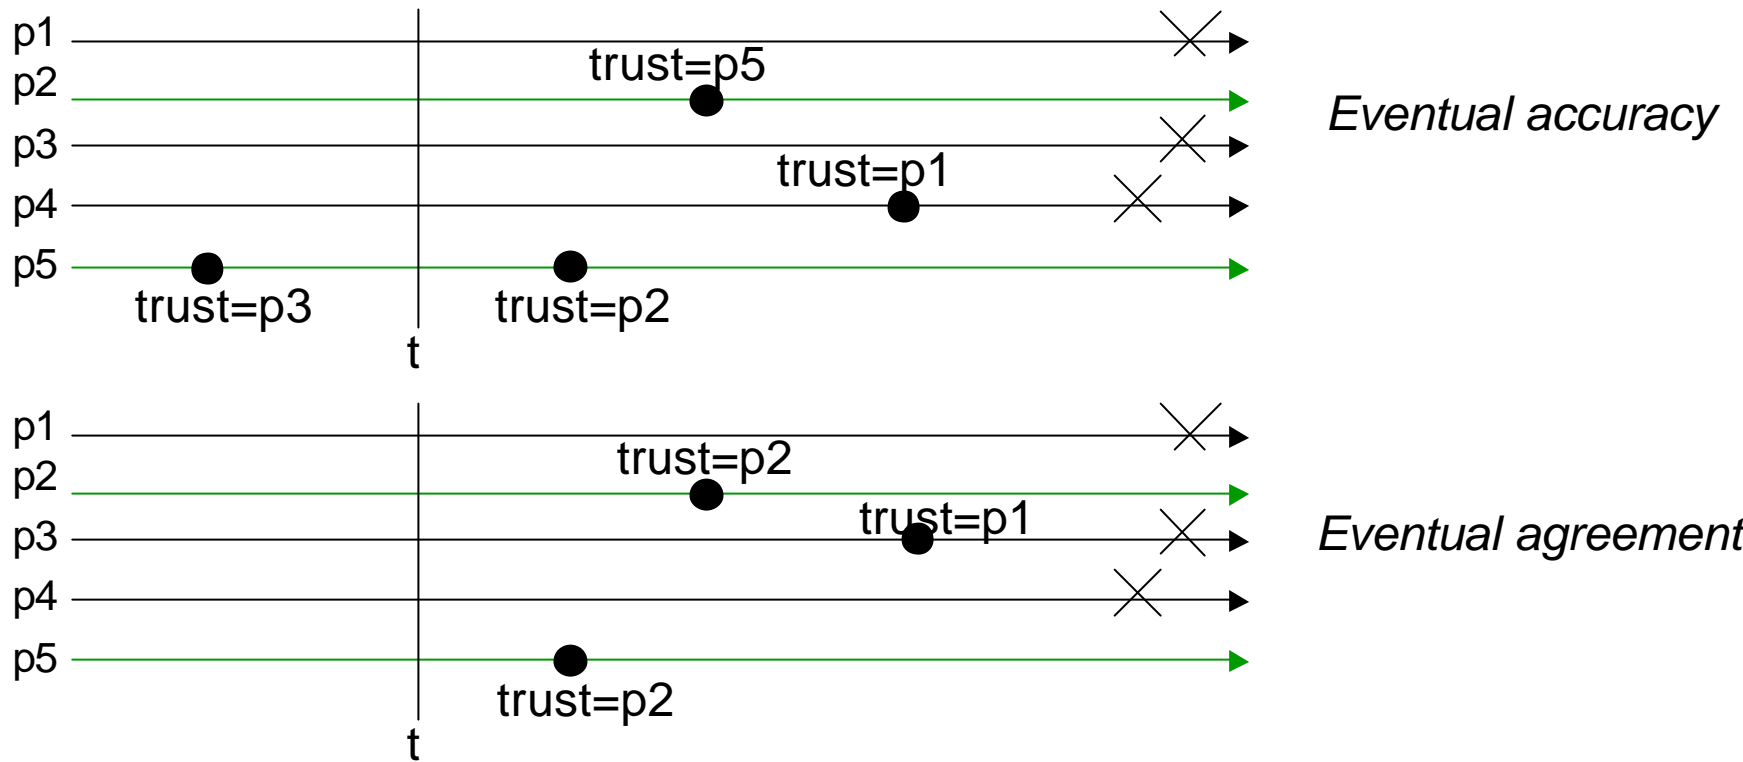 p1
trust=p5
p2
Eventual accuracy
p3
trust=p1
p4
p5
trust=p3 trust=p2
t
p1
trust=p2
p2
trust=p1
p3
Eventual agreement
p4
p5
trust=p2
t